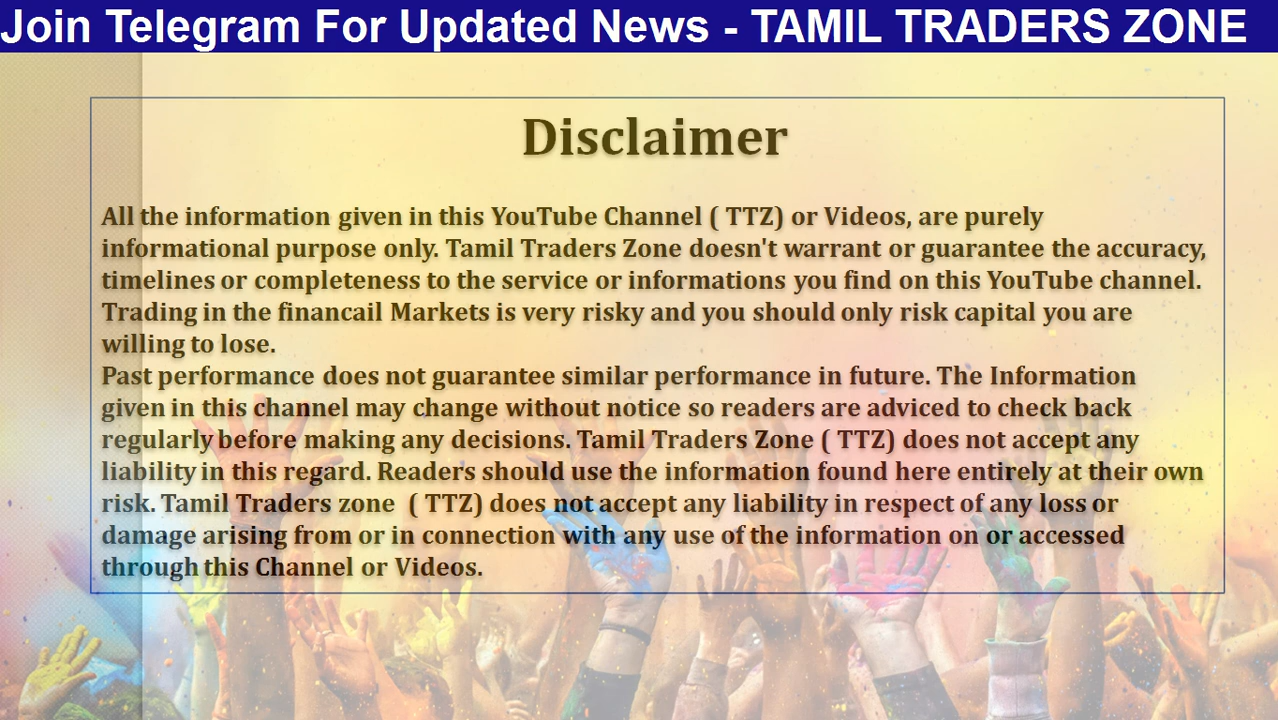 Join Telegram For Updated News - TAMIL TRADERS ZONE
Disclaimer
All the information given in this YouTube Channel ( TTZ) or Videos, are purely
informational purpose only. Tamil Traders Zone doesn't warrant or guarantee the accuracy,
timelines or completeness to the service or informations you find on this YouTube channel.
Trading in the financail Markets is very risky and you should only risk capital you are
willing to lose.
Past performance does not guarantee similar performance in future. The Information
given in this channel may change without notice so readers are adviced to check back
regularly before making any decisions. Tamil Traders Zone ( TTZ) does not accept any
liability in this regard. Readers should use the information found here entirely at their own
risk. Tamil Traders zone  ( TTZ) does not accept any liability in respect of any loss or
damage arising from or in connection with any use of the information on or accessed
through this Channel or Videos.